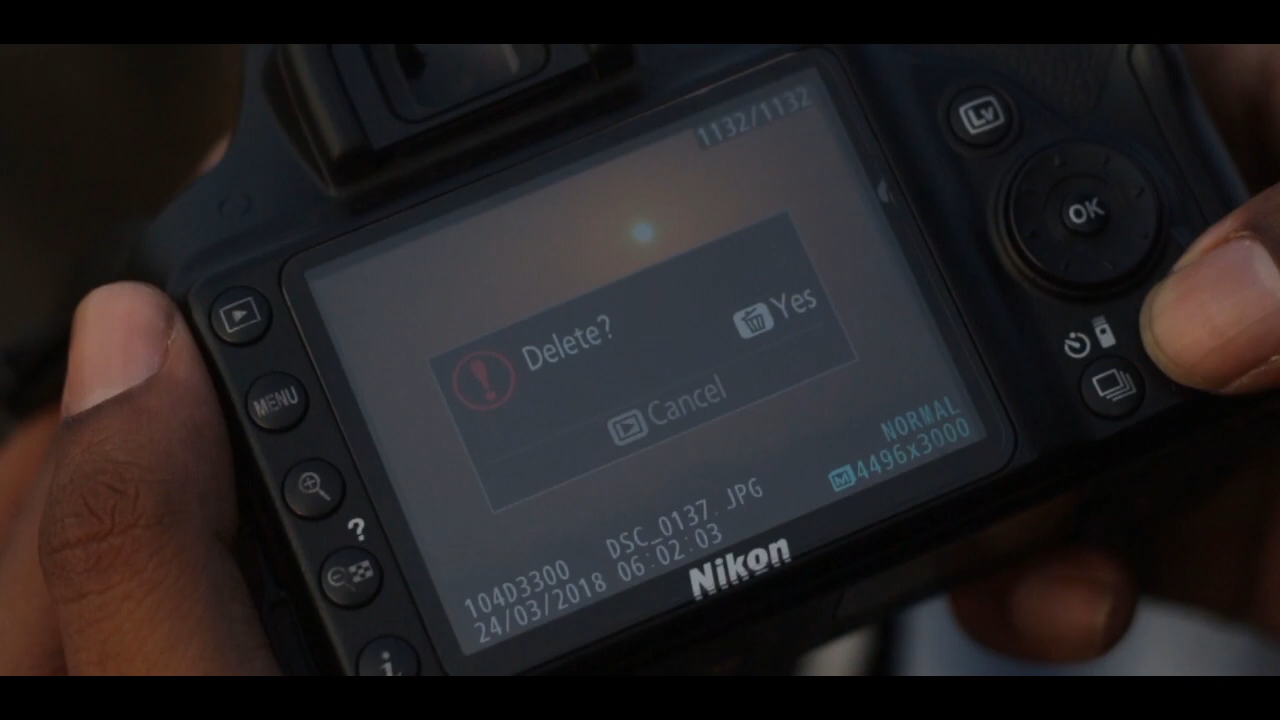 1132/1132
Lv
OK
Delete?
Yes
Cancel
MENU
NORMAL
M 4496x3000
?
104D3300 DSC_0137.JPG
24/03/2018 06:02:03
Nikon
i